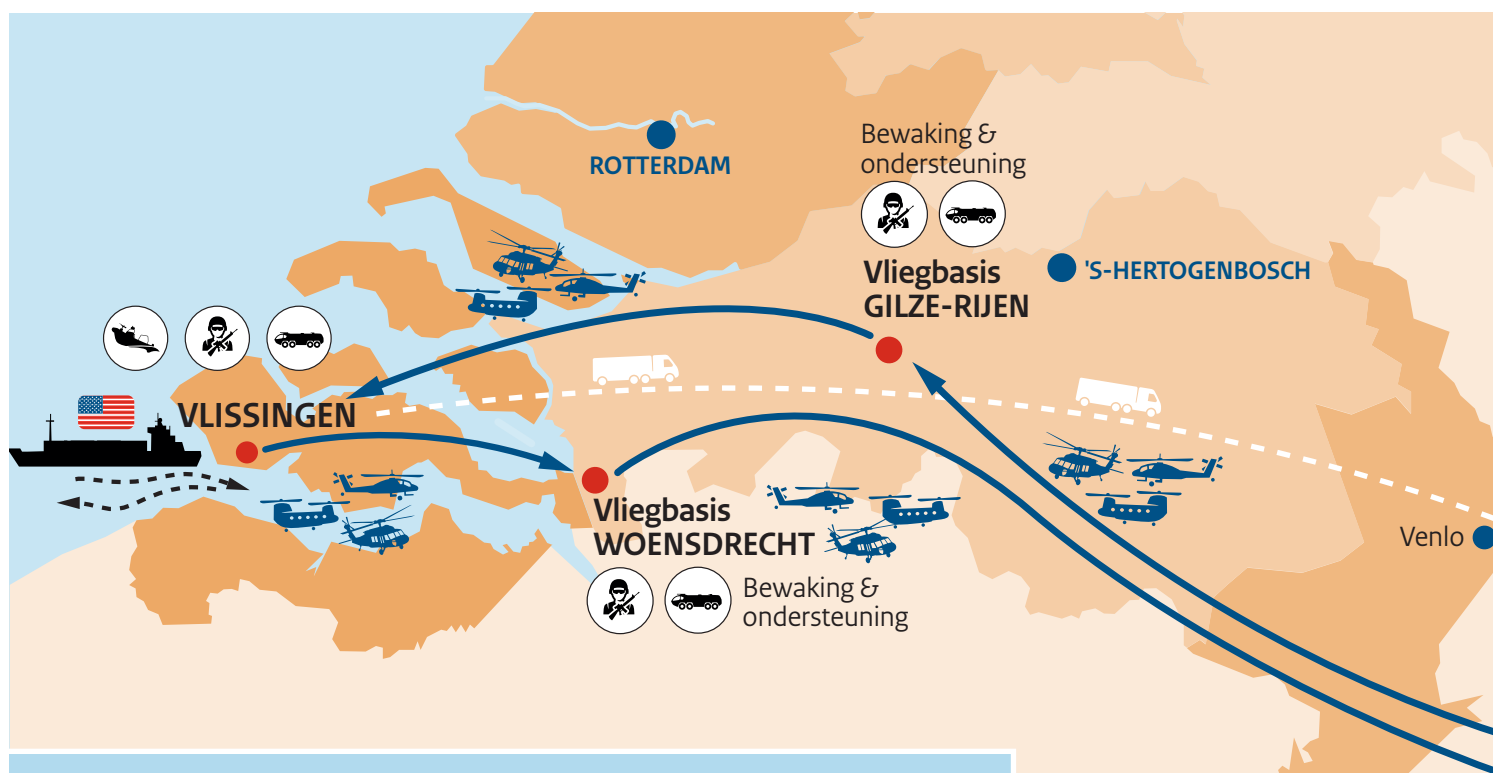 ROTTERDAM
Bewaking &
ondersteuning
Vliegbasis
GILZE-RIJEN
'S-HERTOGENBOSCH
VLISSINGEN
Vliegbasis
WOENSDRECHT
Bewaking &
ondersteuning
Venlo